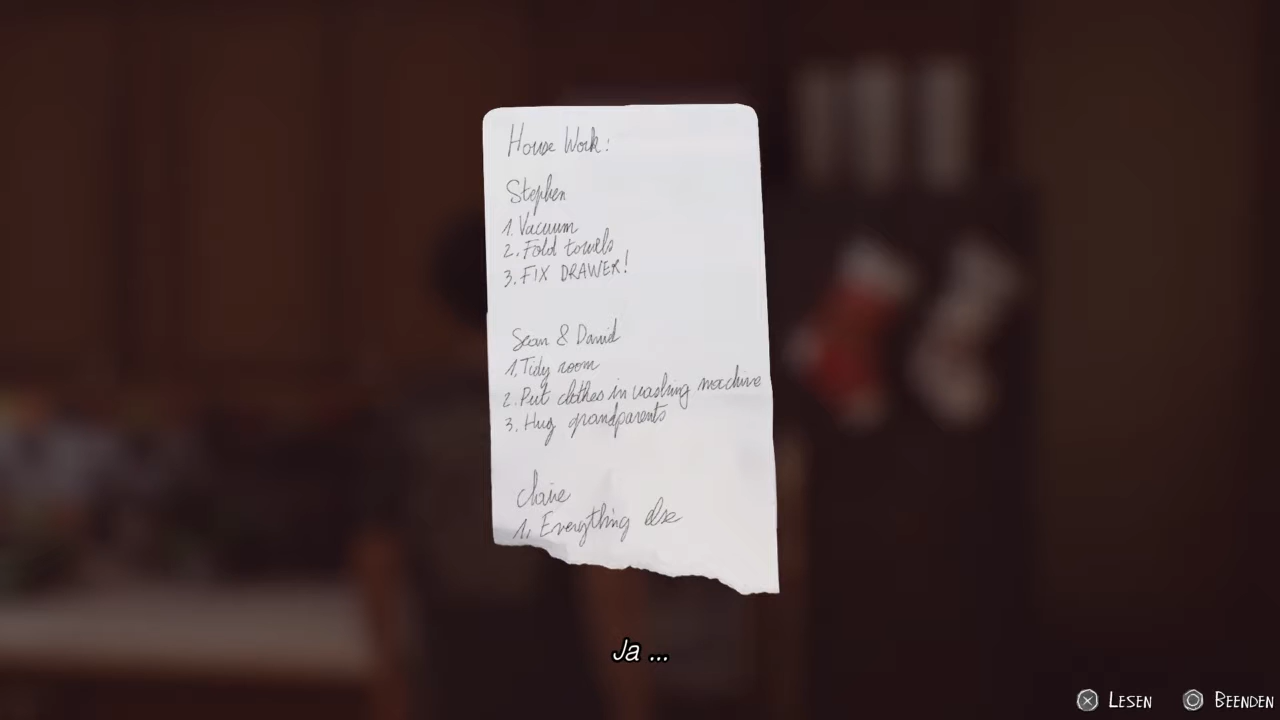 House Work:
Stephen
1. Vacuum
2. Fold towels
3. FIX DRAWER!
Sean & Daniel
1. Tidy room
2. Put clothes in washing machine
3. Hug grandparents
Claire
1. Everything else
Ja ...
LESEN
BEENDEN